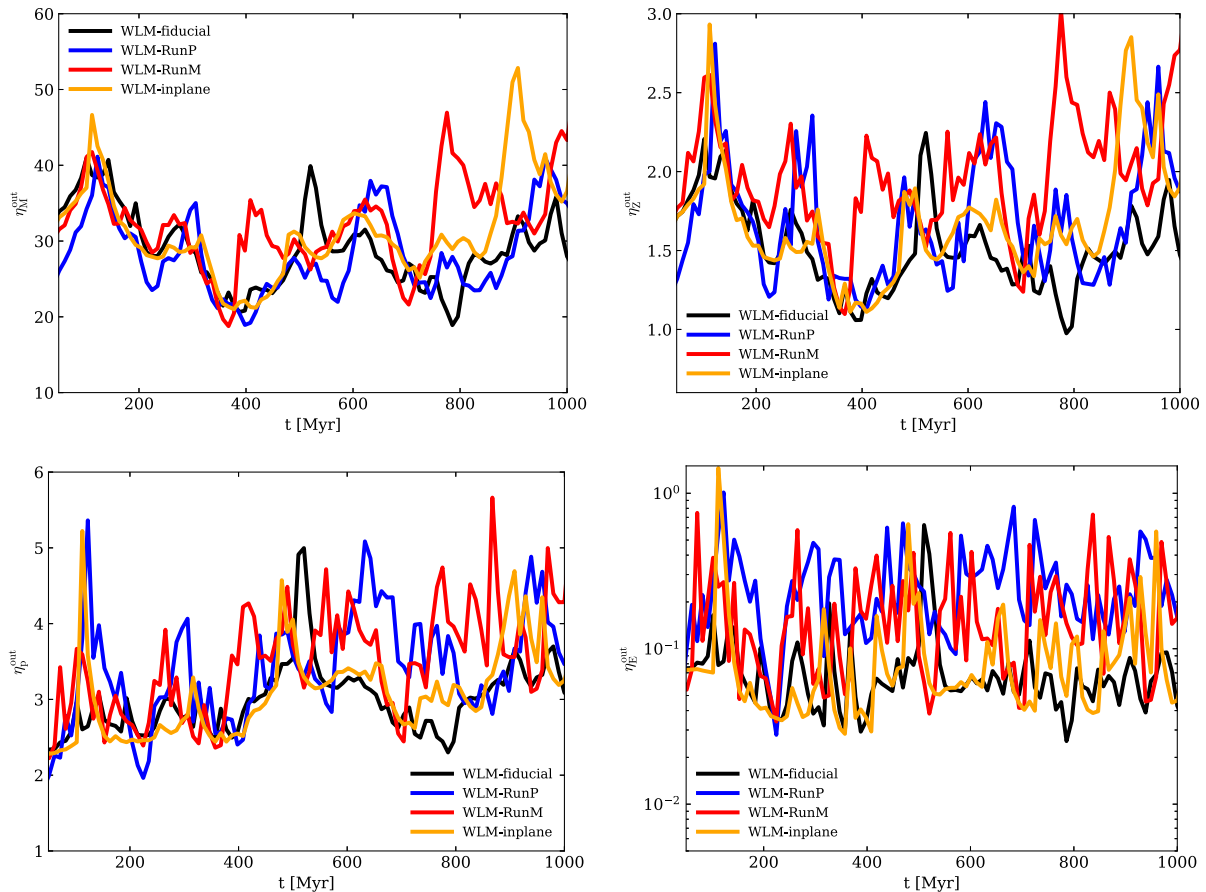 60
50
40
30
20
10
η_M^out
WLM-fiducial
WLM-RunP
WLM-RunM
WLM-inplane
200 400 600 800 1000
t [Myr]
3.0
2.5
2.0
1.5
1.0
η_Z^out
WLM-fiducial
WLM-RunP
WLM-RunM
WLM-inplane
200 400 600 800 1000
t [Myr]
6
5
4
3
2
1
η_p^out
WLM-fiducial
WLM-RunP
WLM-RunM
WLM-inplane
200 400 600 800 1000
t [Myr]
10⁰
10⁻¹
10⁻²
η_E^out
WLM-fiducial
WLM-RunP
WLM-RunM
WLM-inplane
200 400 600 800 1000
t [Myr]